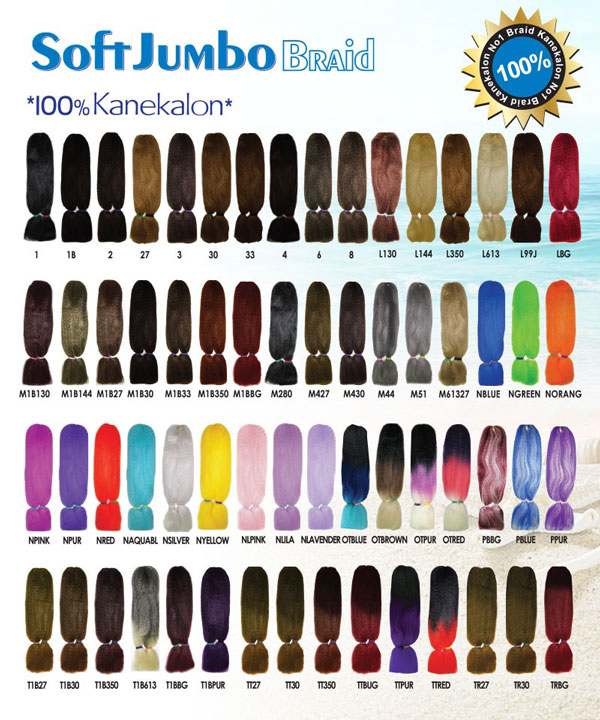 Soft Jumbo Braid
*100% Kanekalon*
Kanekalon No1 Braid Kanekalon No1 Braid
100%
1 1B 2 27 3 30 33 4 6 8 L130 L144 L350 L613 L99J LBG
M1B130 M1B144 M1B27 M1B30 M1B33 M1B350 M1BBG M280 M427 M430 M44 M51 M61327 NBLUE NGREEN NORANG
NPINK NPUR NRED NAQUABL NSILVER NYELLOW NLPINK NLILA NLAVENDER OTBLUE OTBROWN OTPUR OTRED PBBG PBLUE PPUR
T1B27 T1B30 T1B350 T1B613 T1BBG T1BPUR TT27 TT30 TT350 TTBUG TTPUR TTRED TR27 TR30 TRBG